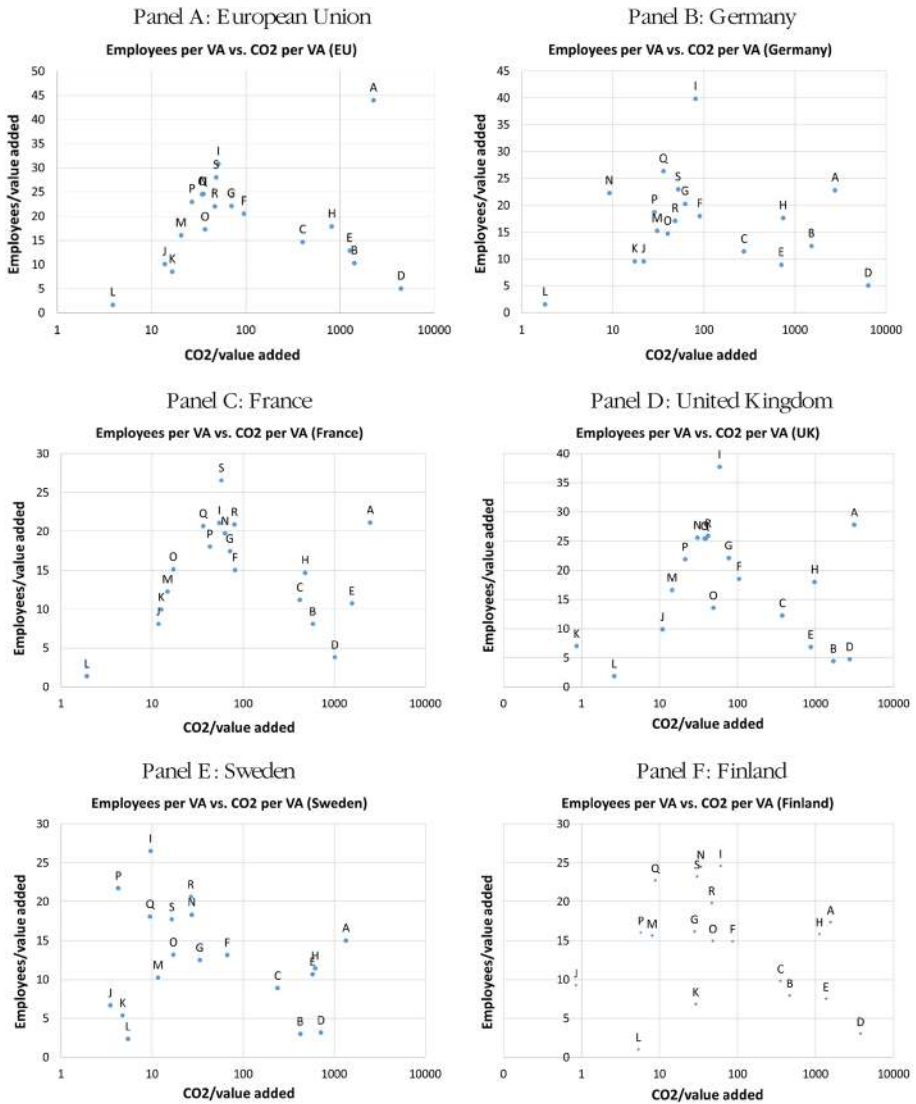 Panel A: European Union
Employees per VA vs. CO2 per VA (EU)
50
45
40
35
30
25
20
15
10
5
0
Employees/value added
A
I
S
Q
P
R
G
F
O
M
C
H
E
B
J
K
D
L
1
10
100
1000
10000
CO2/value added
Panel B: Germany
Employees per VA vs. CO2 per VA (Germany)
45
40
35
30
25
20
15
10
5
0
Employees/value added
I
Q
N
S
A
G
P
R
F
H
M
O
C
B
K
J
E
D
L
1
10
100
1000
10000
CO2/value added
Panel C: France
Employees per VA vs. CO2 per VA (France)
30
25
20
15
10
5
0
Employees/value added
S
Q
I
R
A
N
P
G
F
O
H
M
K
C
E
J
B
D
L
1
10
100
1000
10000
CO2/value added
Panel D: United Kingdom
Employees per VA vs. CO2 per VA (UK)
40
35
30
25
20
15
10
5
0
Employees/value added
I
A
N
Q
R
P
G
F
H
M
O
C
J
K
E
B
D
L
0
1
10
100
1000
10000
CO2/value added
Panel E: Sweden
Employees per VA vs. CO2 per VA (Sweden)
30
25
20
15
10
5
0
Employees/value added
I
P
R
Q
S
N
A
O
G
F
M
E
H
C
J
K
L
B
D
1
10
100
1000
10000
CO2/value added
Panel F: Finland
Employees per VA vs. CO2 per VA (Finland)
30
25
20
15
10
5
0
Employees/value added
N
I
S
Q
R
A
P
M
G
O
F
H
J
C
K
B
E
D
L
0
1
10
100
1000
10000
CO2/value added